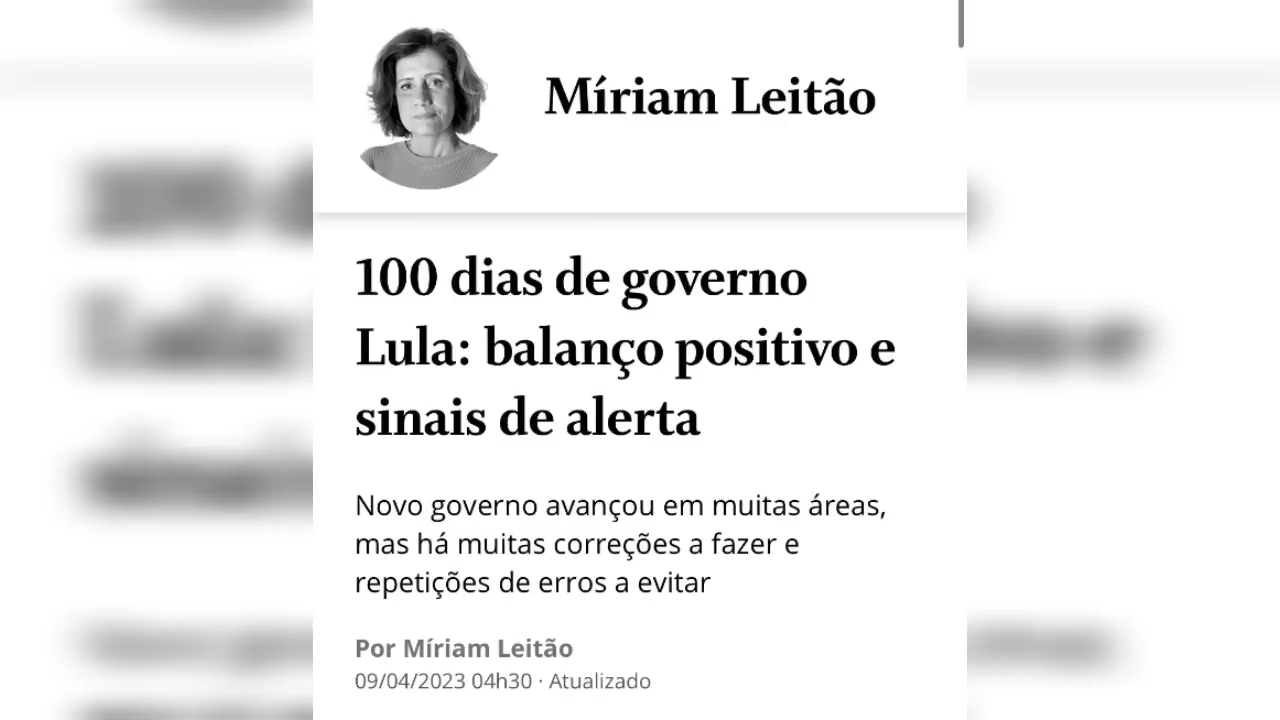 Míriam Leitão
100 dias de governo
Lula: balanço positivo e
sinais de alerta
Novo governo avançou em muitas áreas,
mas há muitas correções a fazer e
repetições de erros a evitar
Por Míriam Leitão
09/04/2023 04h30 · Atualizado